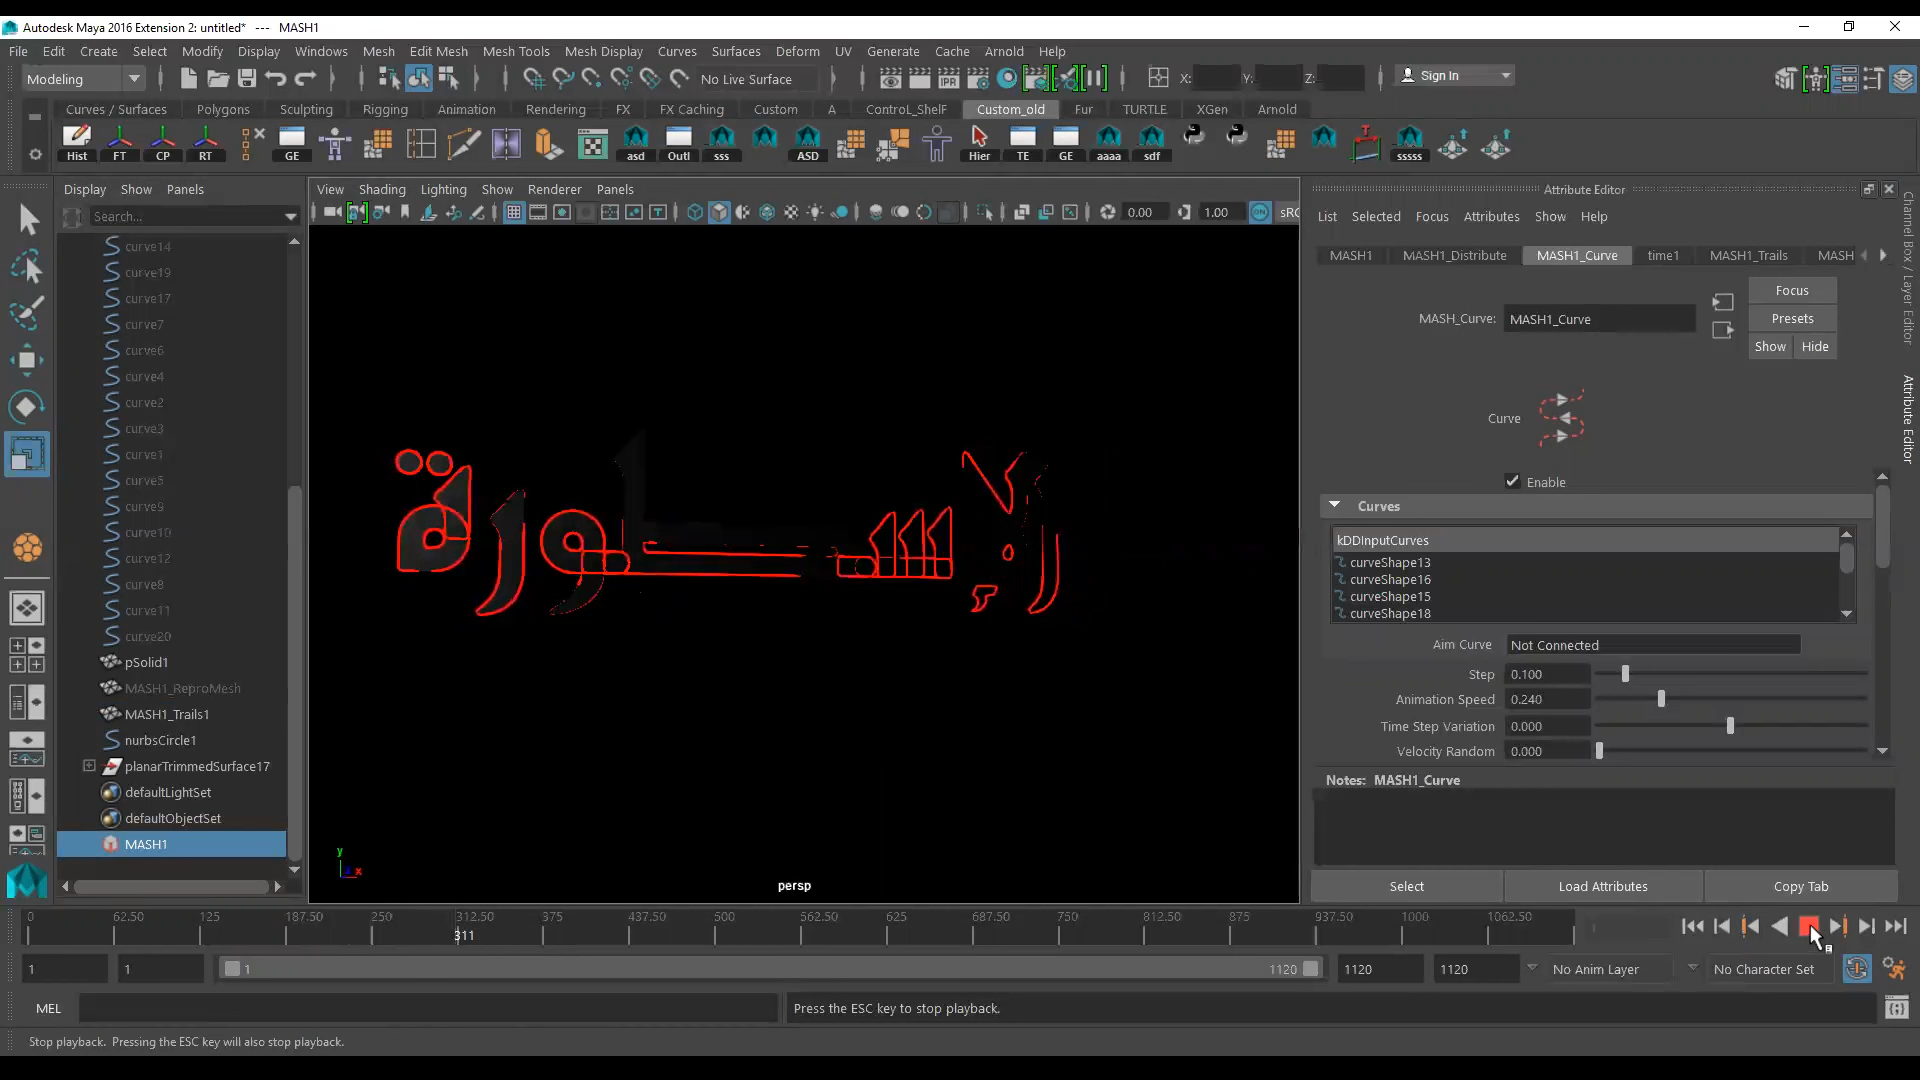 Autodesk Maya 2016 Extension 2: untitled* --- MASH1
File Edit Create Select Modify Display Windows Mesh Edit Mesh Mesh Tools Mesh Display Curves Surfaces Deform UV Generate Cache Arnold Help
Modeling No Live Surface X: Y: Z: Sign In
Curves / Surfaces Polygons Sculpting Rigging Animation Rendering FX FX Caching Custom A ControL_ShelF Custom_old Fur TURTLE XGen Arnold
Hist FT CP RT GE asd Outl sss ASD Hier TE GE aaaa sdf sssss
Display Show Panels
Search...
curve14
curve19
curve17
curve7
curve6
curve4
curve2
curve3
curve1
curve5
curve9
curve10
curve12
curve8
curve11
curve20
pSolid1
MASH1_ReproMesh
MASH1_Trails1
nurbsCircle1
planarTrimmedSurface17
defaultLightSet
defaultObjectSet
MASH1
View Shading Lighting Show Renderer Panels
IPR 0.00 1.00 ON
y
x
persp
Attribute Editor
List Selected Focus Attributes Show Help
MASH1 MASH1_Distribute MASH1_Curve time1 MASH1_Trails MASH
MASH_Curve: MASH1_Curve
Focus
Presets
Show Hide
Curve
Enable
Curves
kDDInputCurves
curveShape13
curveShape16
curveShape15
curveShape18
Aim Curve Not Connected
Step 0.100
Animation Speed 0.240
Time Step Variation 0.000
Velocity Random 0.000
Notes: MASH1_Curve
Select Load Attributes Copy Tab
Channel Box / Layer Editor
Attribute Editor
0 62.50 125 187.50 250 312.50 375 437.50 500 562.50 625 687.50 750 812.50 875 937.50 1000 1062.50
311
1 1 1 1120 1120 1120 No Anim Layer No Character Set
MEL Press the ESC key to stop playback.
Stop playback. Pressing the ESC key will also stop playback.